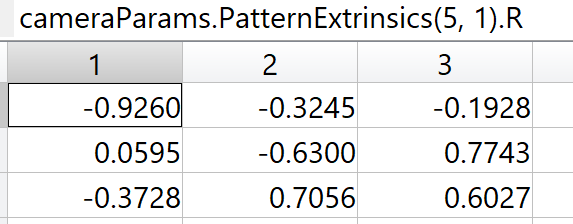 cameraParams.PatternExtrinsics(5, 1).R
1 2 3
-0.9260 -0.3245 -0.1928
0.0595 -0.6300 0.7743
-0.3728 0.7056 0.6027